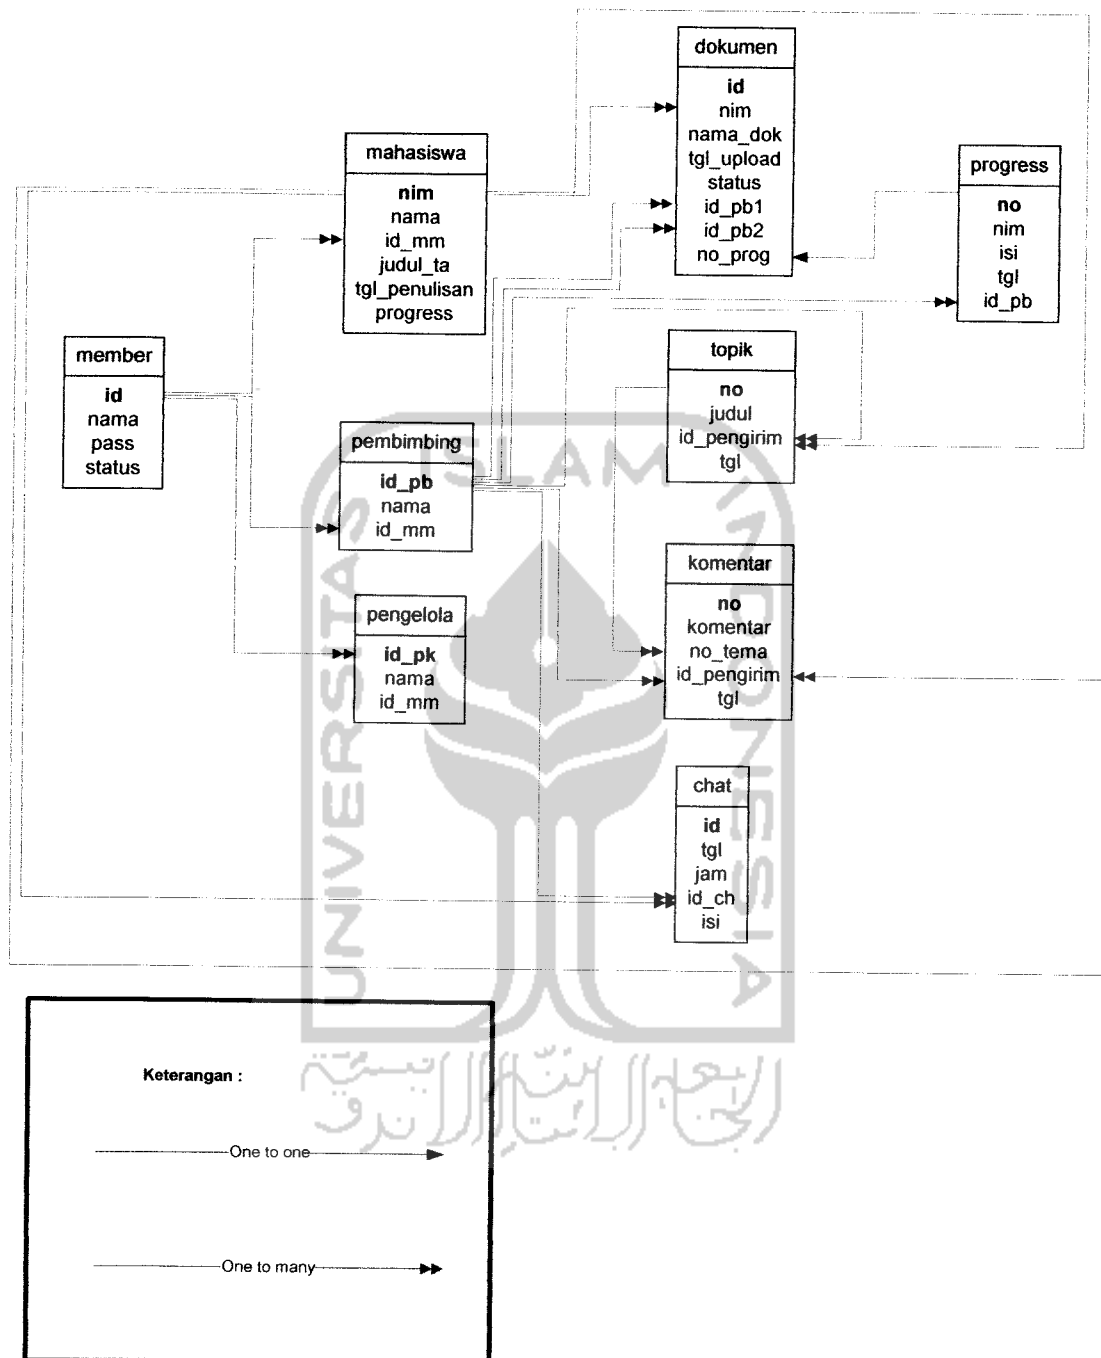 dokumen
id
nim
nama_dok
tgl_upload
status
id_pb1
id_pb2
no_prog
mahasiswa
nim
nama
id_mm
judul_ta
tgl_penulisan
progress
progress
no
nim
isi
tgl
id_pb
member
id
nama
pass
status
topik
no
judul
id_pengirim
tgl
pembimbing
id_pb
nama
id_mm
pengelola
id_pk
nama
id_mm
komentar
no
komentar
no_tema
id_pengirim
tgl
chat
id
tgl
jam
id_ch
isi
UNIVERSITAS
ISLAM
INDONESIA
Keterangan :
One to one
One to many